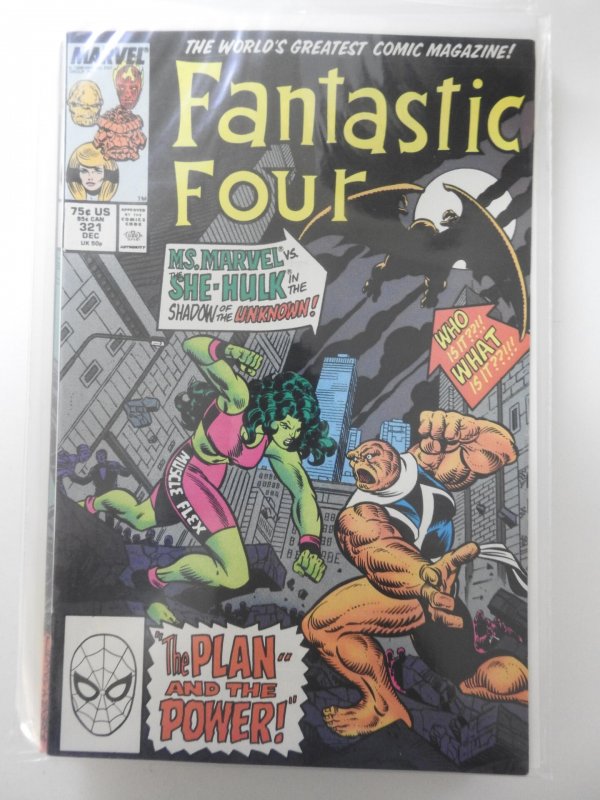 MARVEL
THE WORLD'S GREATEST COMIC MAGAZINE!
Fantastic
Four
TM
75¢ US
95¢ CAN
321
DEC
UK 50p
APPROVED
BY THE
COMICS
CODE
AUTHORITY
MS. MARVEL VS.
THE SHE-HULK IN THE
SHADOW OF THE UNKNOWN!
WHO
IS IT??!!
WHAT
IS IT??!!!
MUSCLE FLEX
"The PLAN--
AND THE
POWER!"